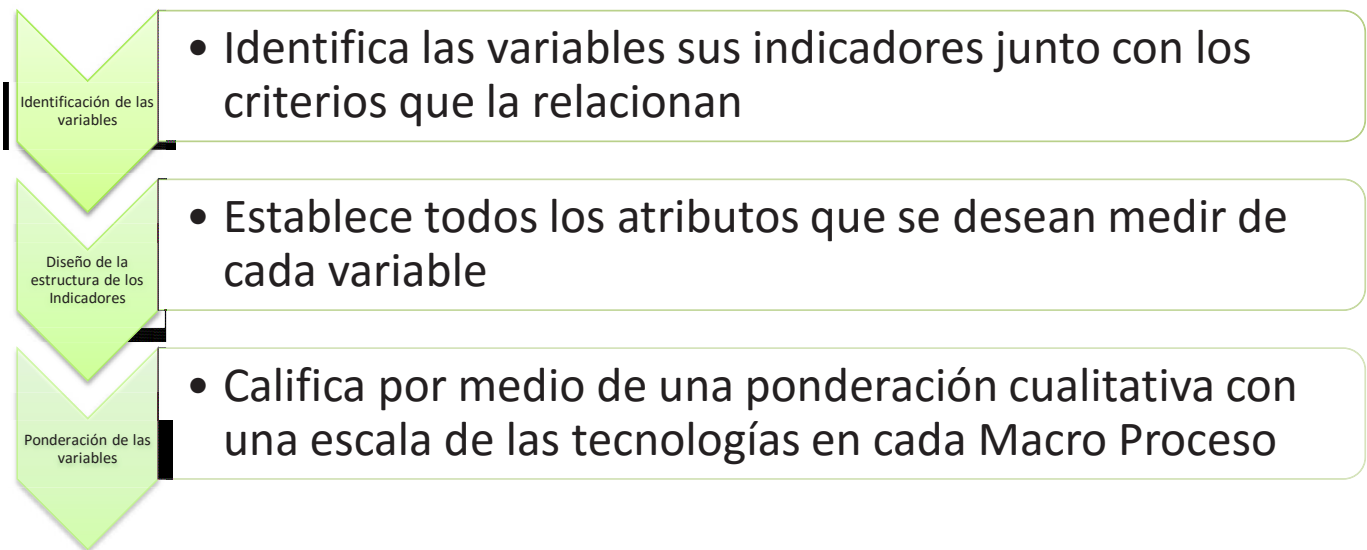 Identificación de las
variables
• Identifica las variables sus indicadores junto con los
criterios que la relacionan
Diseño de la
estructura de los
Indicadores
• Establece todos los atributos que se desean medir de
cada variable
Ponderación de las
variables
• Califica por medio de una ponderación cualitativa con
una escala de las tecnologías en cada Macro Proceso